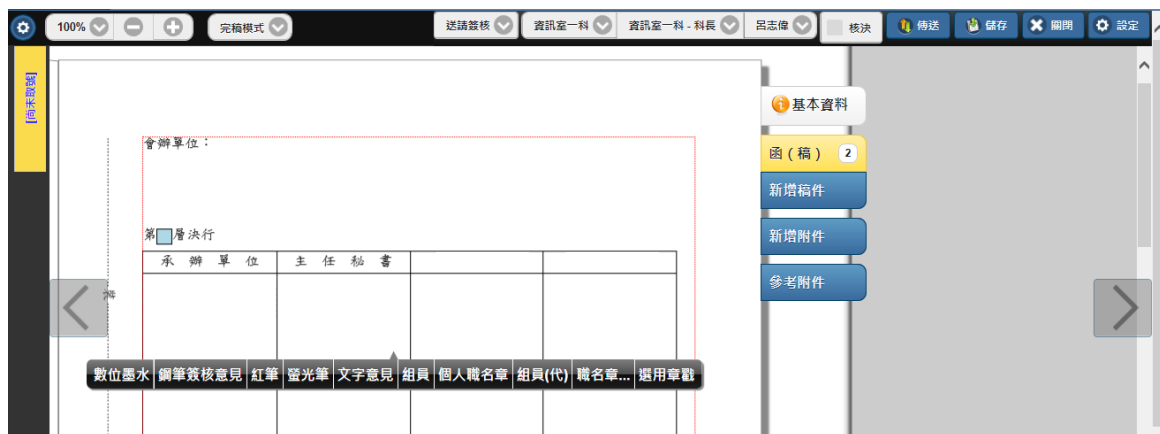 100% 完稿模式 送請簽核 資訊室一科 資訊室一科 - 科長 呂志偉 核決 傳送 儲存 關閉 設定
[尚未取號]
基本資料
會辦單位：
函(稿) 2
新增稿件
第 層決行
新增附件
承辦單位 主任秘書
參考附件
裝
數位墨水 鋼筆簽核意見 紅筆 螢光筆 文字意見 組員 個人職名章 組員(代) 職名章... 選用章戳